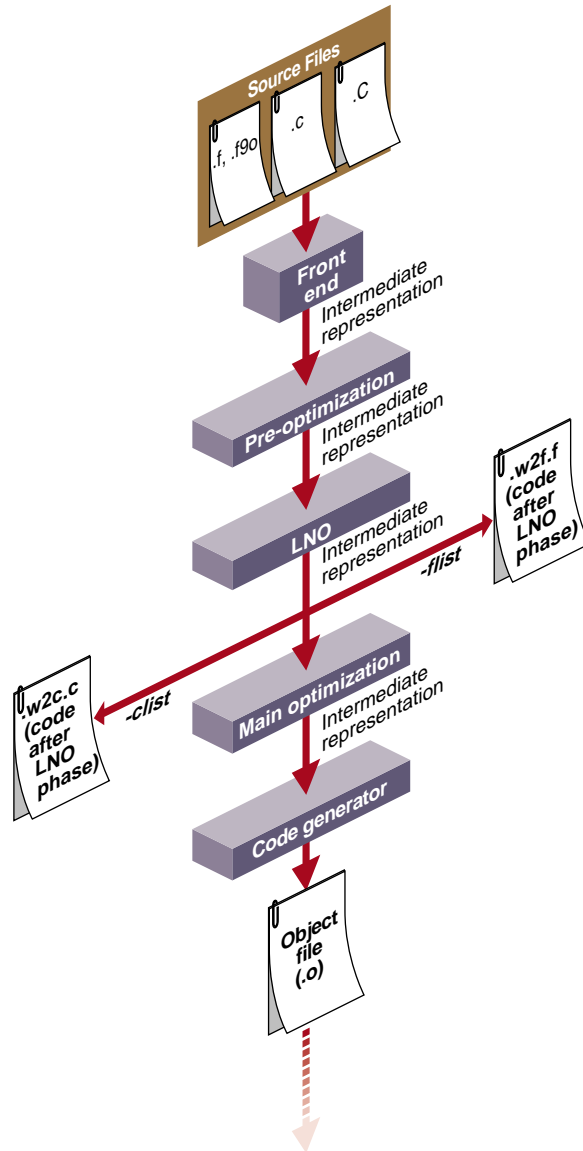 Source Files
.f, .f9o
.c
.C
Front
end
Intermediate
representation
Pre-optimization
Intermediate
representation
LNO
Intermediate
representation
.w2f.f
(code
after
LNO
phase)
-flist
-clist
.w2c.c
(code
after
LNO
phase)
Main optimization
Intermediate
representation
Code generator
Object
file
(.o)